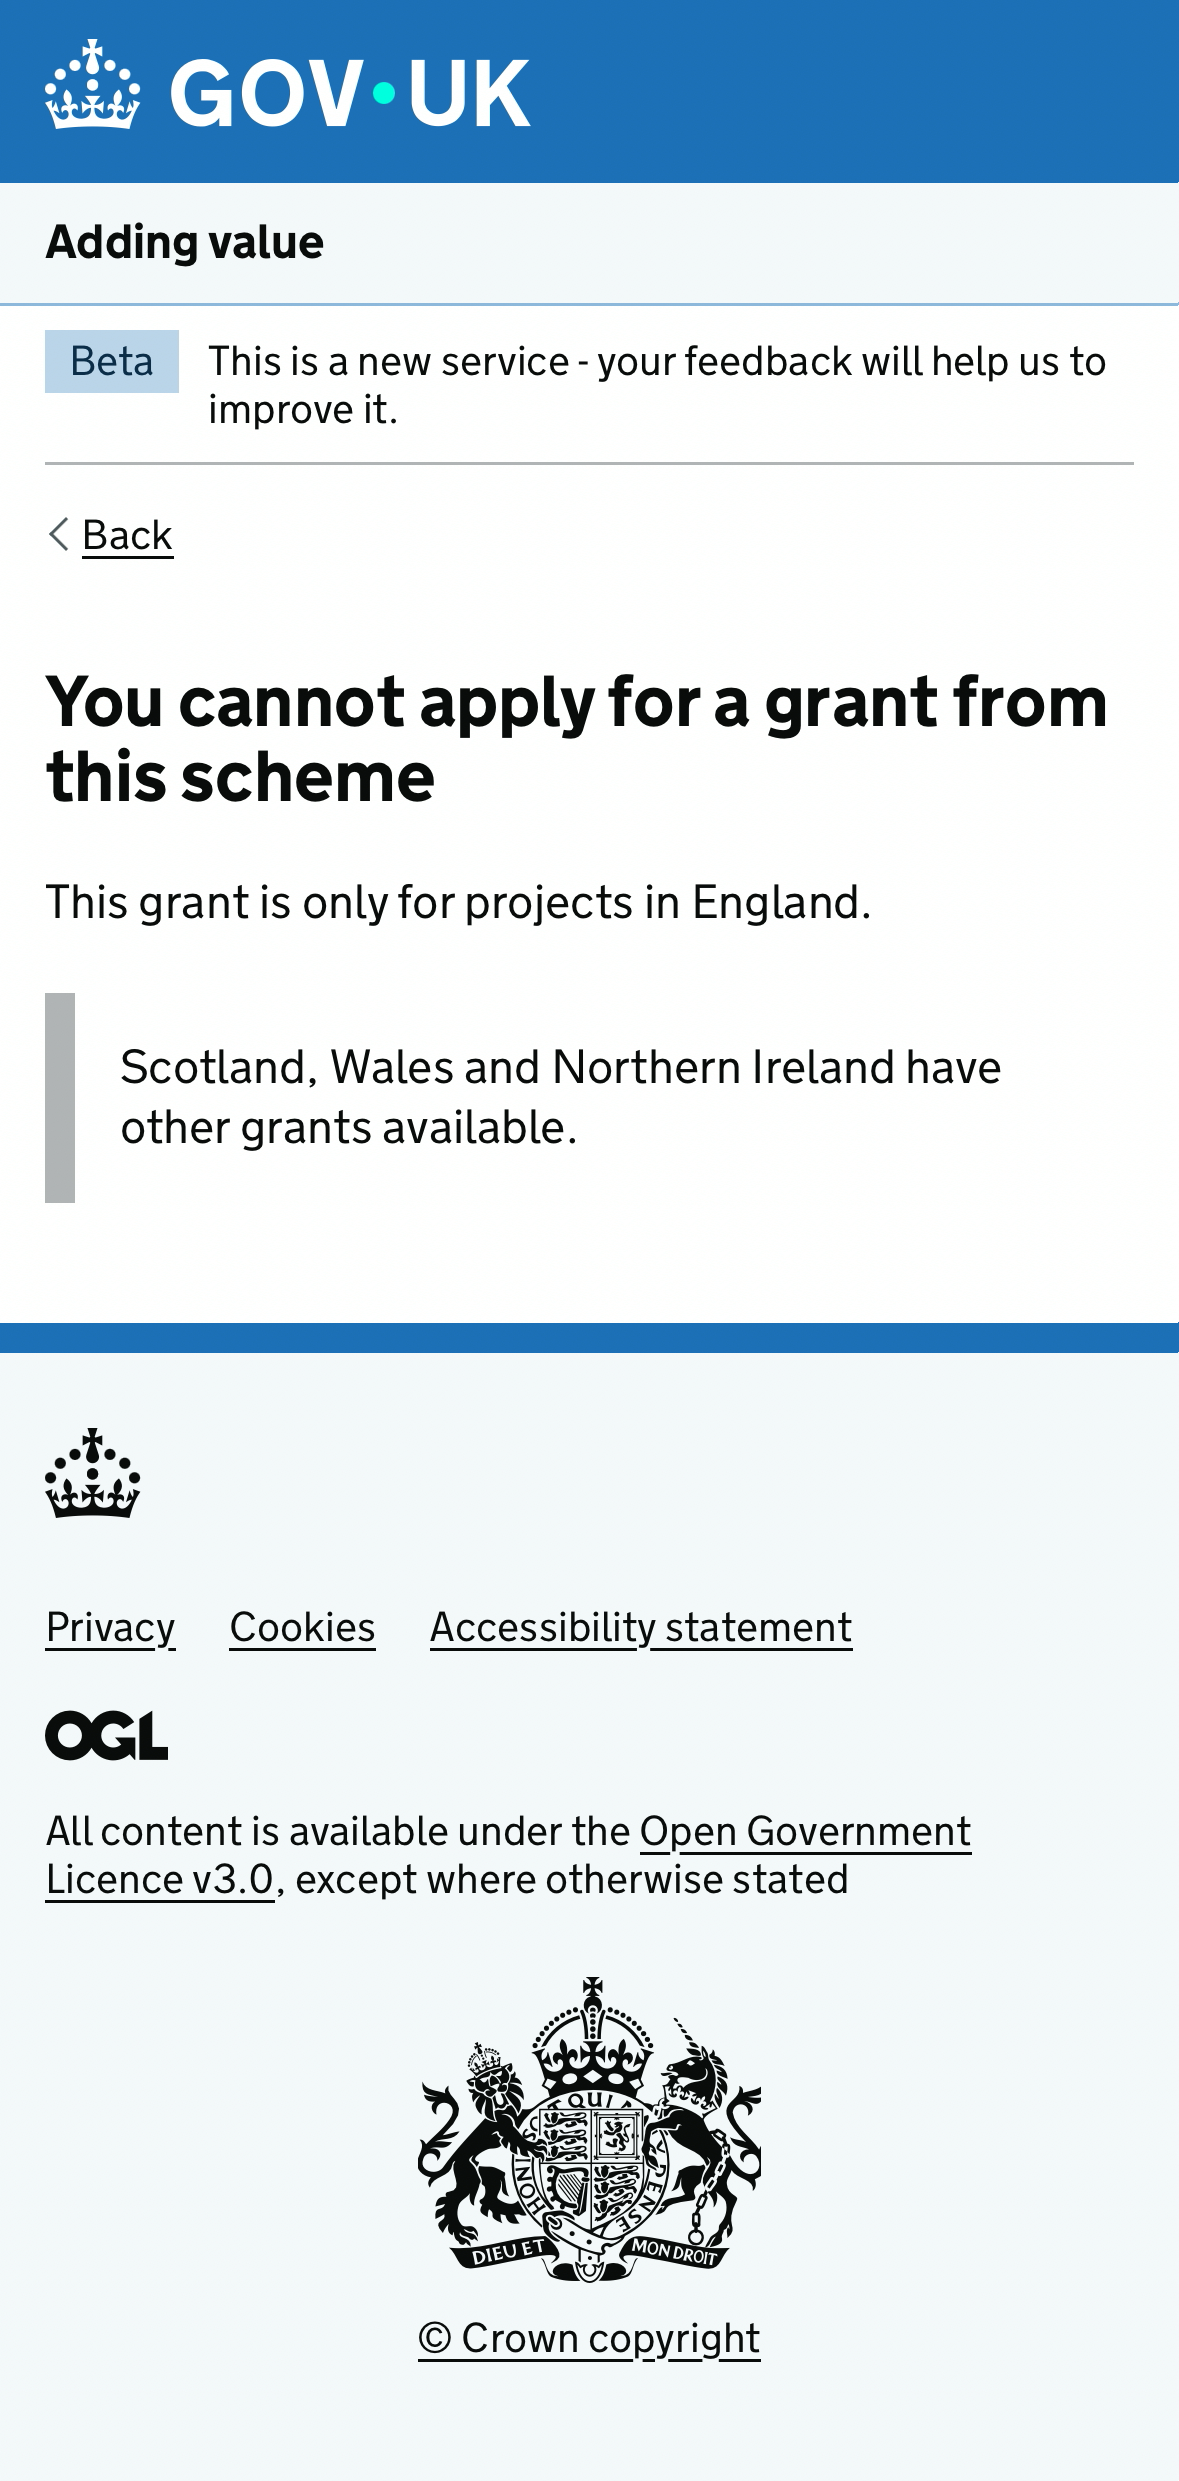 GOV·UK
Adding value
Beta
This is a new service - your feedback will help us to
improve it.
Back
You cannot apply for a grant from
this scheme
This grant is only for projects in England.
Scotland, Wales and Northern Ireland have
other grants available.
Privacy Cookies Accessibility statement
OGL
All content is available under the Open Government
Licence v3.0, except where otherwise stated
QUI
HONI
PENSE
DIEU ET MON DROIT
© Crown copyright